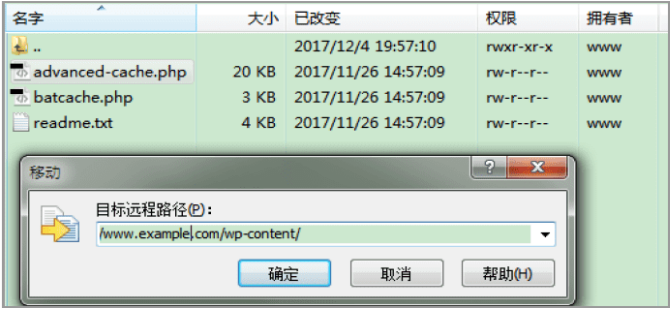 名字 大小 已改变 权限 拥有者
.. 2017/12/4 19:57:10 rwxr-xr-x www
advanced-cache.php 20 KB 2017/11/26 14:57:09 rw-r--r-- www
batcache.php 3 KB 2017/11/26 14:57:09 rw-r--r-- www
readme.txt 4 KB 2017/11/26 14:57:09 rw-r--r-- www
移动
目标远程路径(P):
/www.example.com/wp-content/
确定 取消 帮助(H)